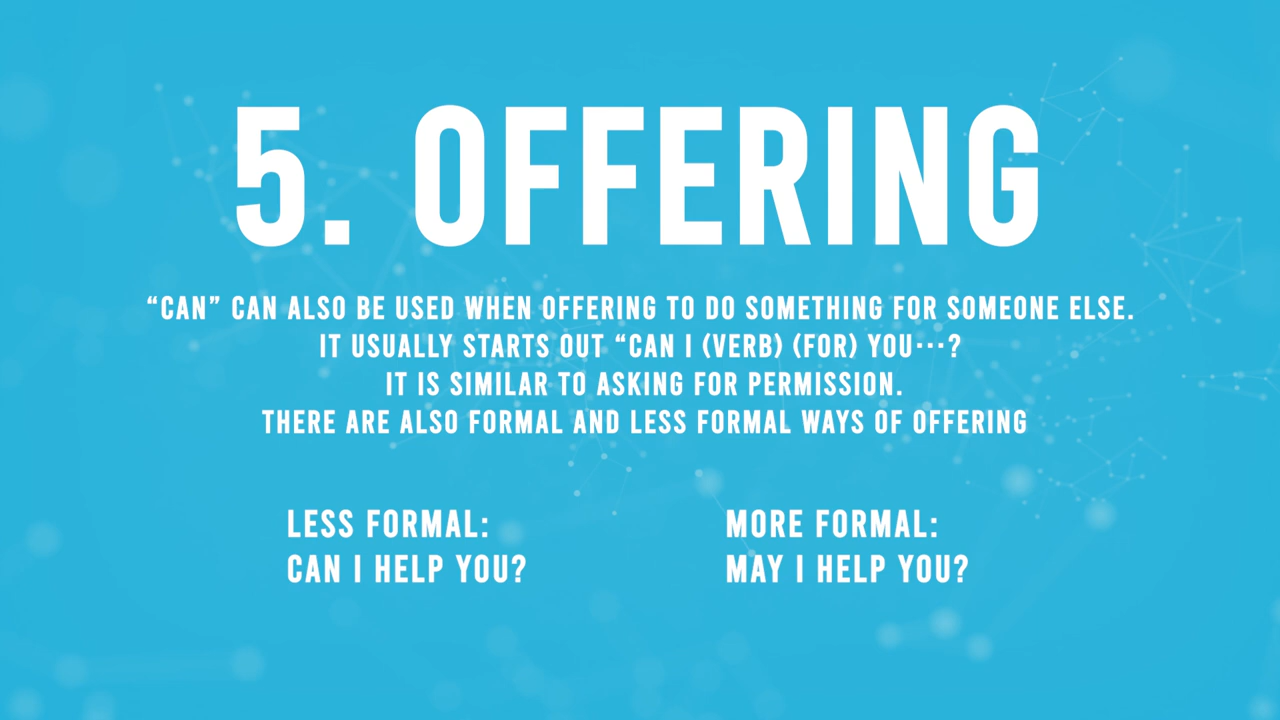 5. OFFERING
“CAN” CAN ALSO BE USED WHEN OFFERING TO DO SOMETHING FOR SOMEONE ELSE.
IT USUALLY STARTS OUT “CAN I (VERB) (FOR) YOU···?
IT IS SIMILAR TO ASKING FOR PERMISSION.
THERE ARE ALSO FORMAL AND LESS FORMAL WAYS OF OFFERING
LESS FORMAL:
CAN I HELP YOU?
MORE FORMAL:
MAY I HELP YOU?